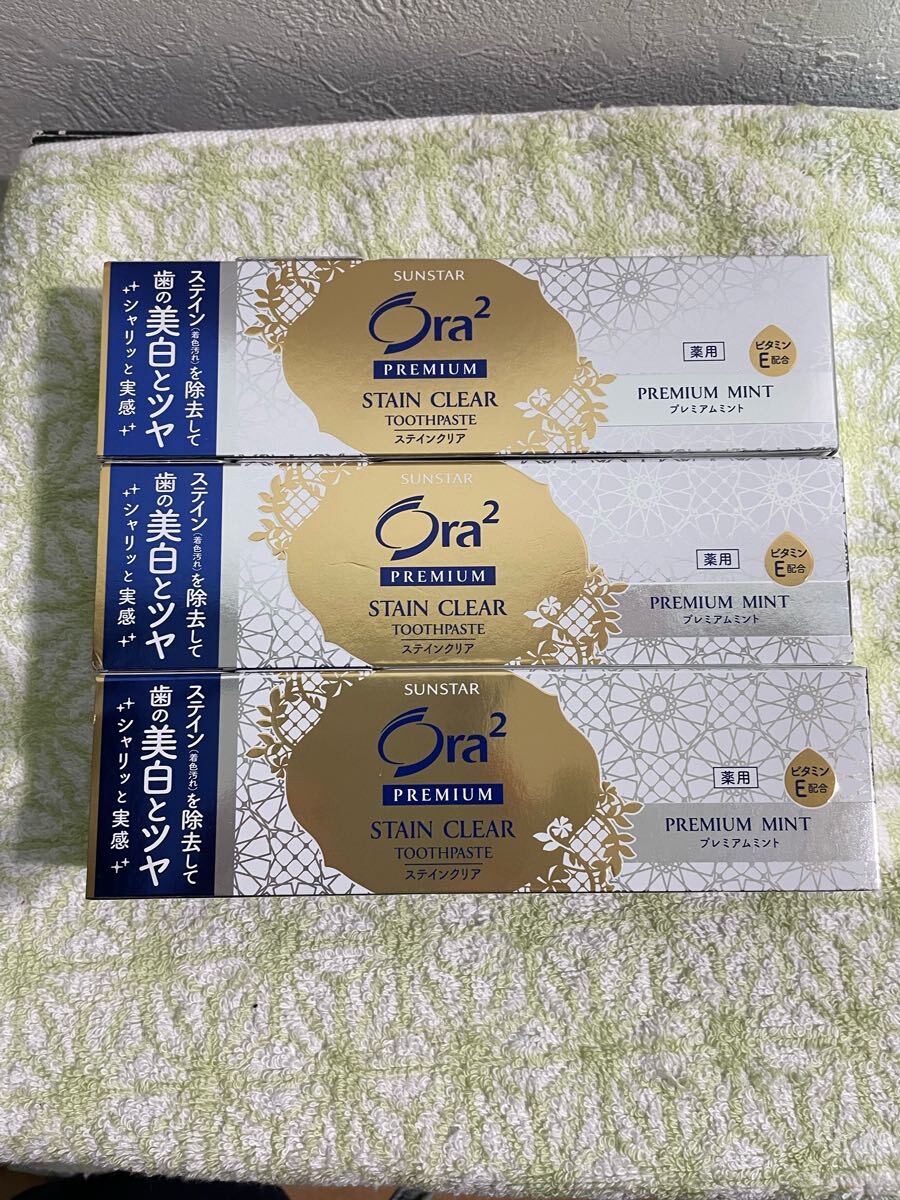 ステイン(着色汚れ)を除去して
歯の美白とツヤ
シャリッと実感
SUNSTAR
Ora²
PREMIUM
STAIN CLEAR
TOOTHPASTE
ステインクリア
薬用
ビタミン
E配合
PREMIUM MINT
プレミアムミント
ステイン(着色汚れ)を除去して
歯の美白とツヤ
シャリッと実感
SUNSTAR
Ora²
PREMIUM
STAIN CLEAR
TOOTHPASTE
ステインクリア
薬用
ビタミン
E配合
PREMIUM MINT
プレミアムミント
ステイン(着色汚れ)を除去して
歯の美白とツヤ
シャリッと実感
SUNSTAR
Ora²
PREMIUM
STAIN CLEAR
TOOTHPASTE
ステインクリア
薬用
ビタミン
E配合
PREMIUM MINT
プレミアムミント